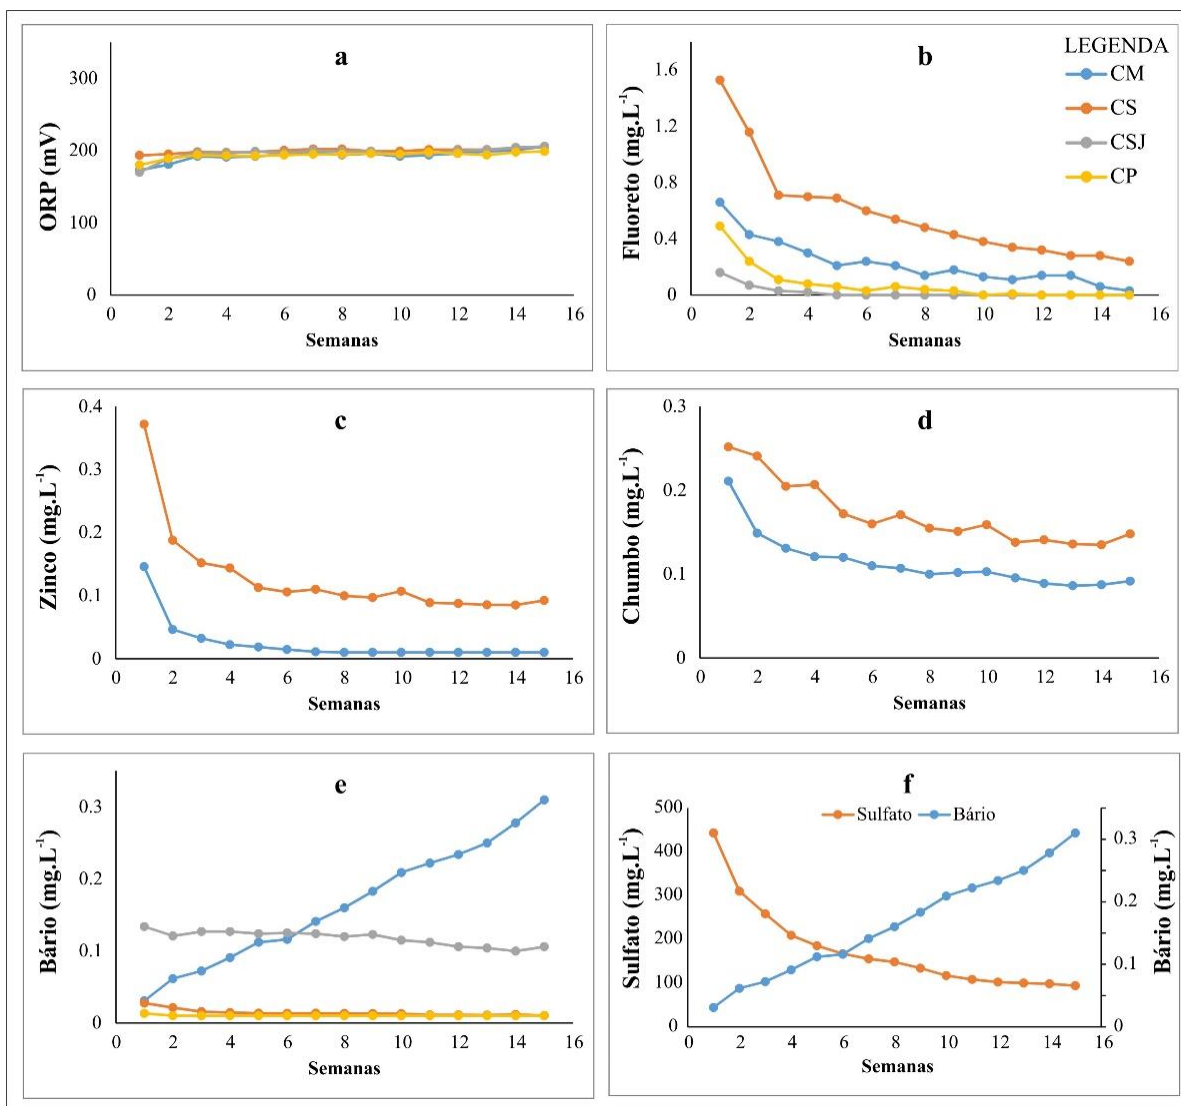 a
300
200
100
0
ORP (mV)
0 2 4 6 8 10 12 14 16
Semanas
b
LEGENDA
CM
CS
CSJ
CP
1.6
1.2
0.8
0.4
0
Fluoreto (mg.L⁻¹)
0 2 4 6 8 10 12 14 16
Semanas
c
0.4
0.3
0.2
0.1
0
Zinco (mg.L⁻¹)
0 2 4 6 8 10 12 14 16
Semanas
d
0.3
0.2
0.1
0
Chumbo (mg.L⁻¹)
0 2 4 6 8 10 12 14 16
Semanas
e
0.3
0.2
0.1
0
Bário (mg.L⁻¹)
0 2 4 6 8 10 12 14 16
Semanas
f
Sulfato Bário
500
400
300
200
100
0
Sulfato (mg.L⁻¹)
0.3
0.2
0.1
0
Bário (mg.L⁻¹)
0 2 4 6 8 10 12 14 16
Semanas